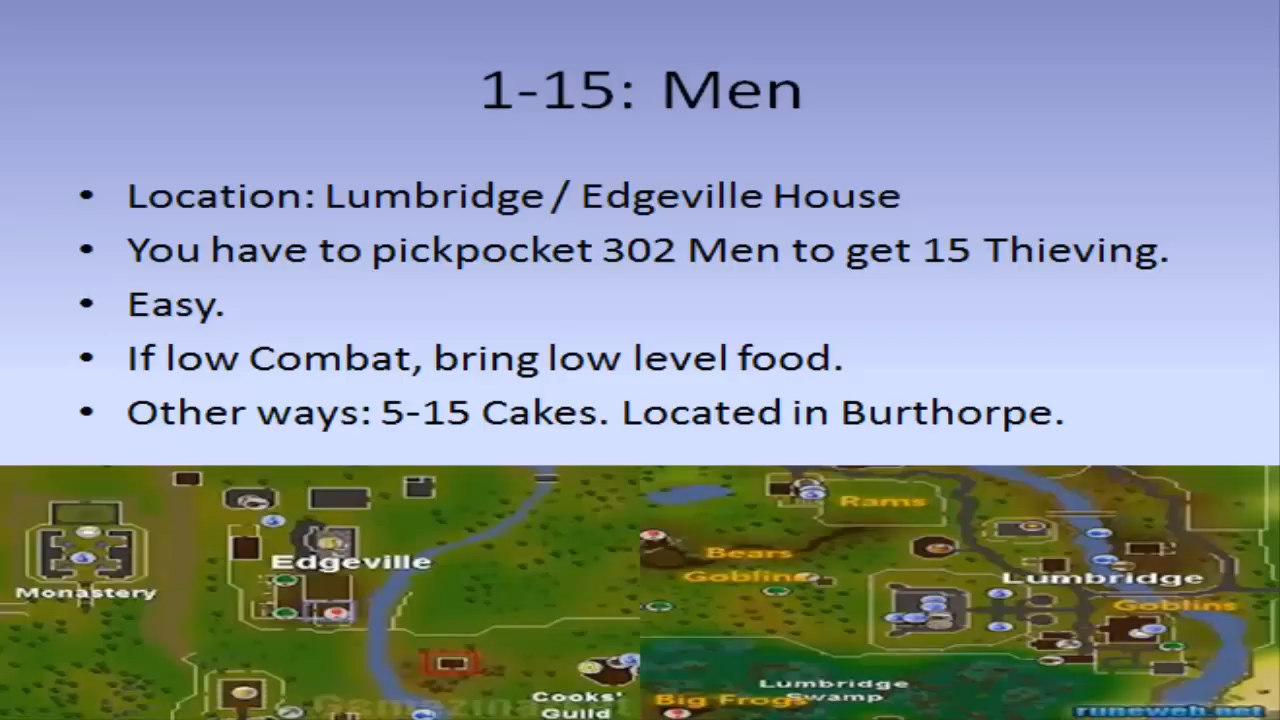 1-15: Men
• Location: Lumbridge / Edgeville House
• You have to pickpocket 302 Men to get 15 Thieving.
• Easy.
• If low Combat, bring low level food.
• Other ways: 5-15 Cakes. Located in Burthorpe.
Edgeville
Monastery
Cooks'
Guild
Rams
Bears
Goblins
Lumbridge
Goblins
Lumbridge
Swamp
Big Frogs
runeweb.net